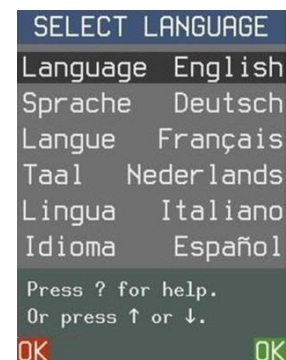 SELECT LANGUAGE
Language English
Sprache Deutsch
Langue Français
Taal Nederlands
Lingua Italiano
Idioma Español
Press ? for help.
Or press ↑ or ↓.
OK OK